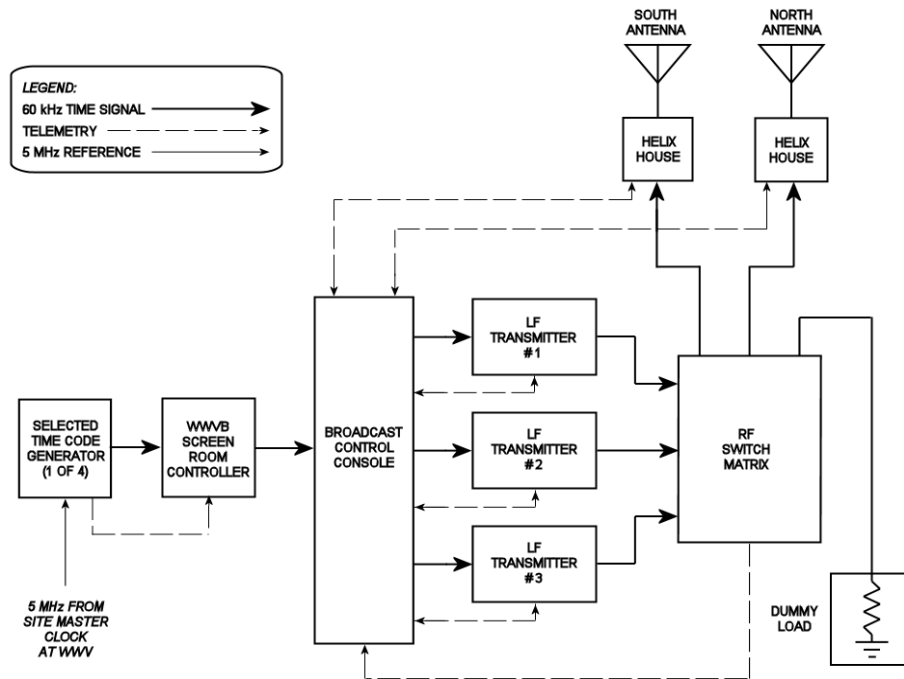 SOUTH
ANTENNA
NORTH
ANTENNA
LEGEND:
60 kHz TIME SIGNAL
TELEMETRY
5 MHz REFERENCE
HELIX
HOUSE
HELIX
HOUSE
LF
TRANSMITTER
#1
SELECTED
TIME CODE
GENERATOR
(1 OF 4)
WWVB
SCREEN
ROOM
CONTROLLER
BROADCAST
CONTROL
CONSOLE
LF
TRANSMITTER
#2
RF
SWITCH
MATRIX
LF
TRANSMITTER
#3
5 MHz FROM
SITE MASTER
CLOCK
AT WWV
DUMMY
LOAD